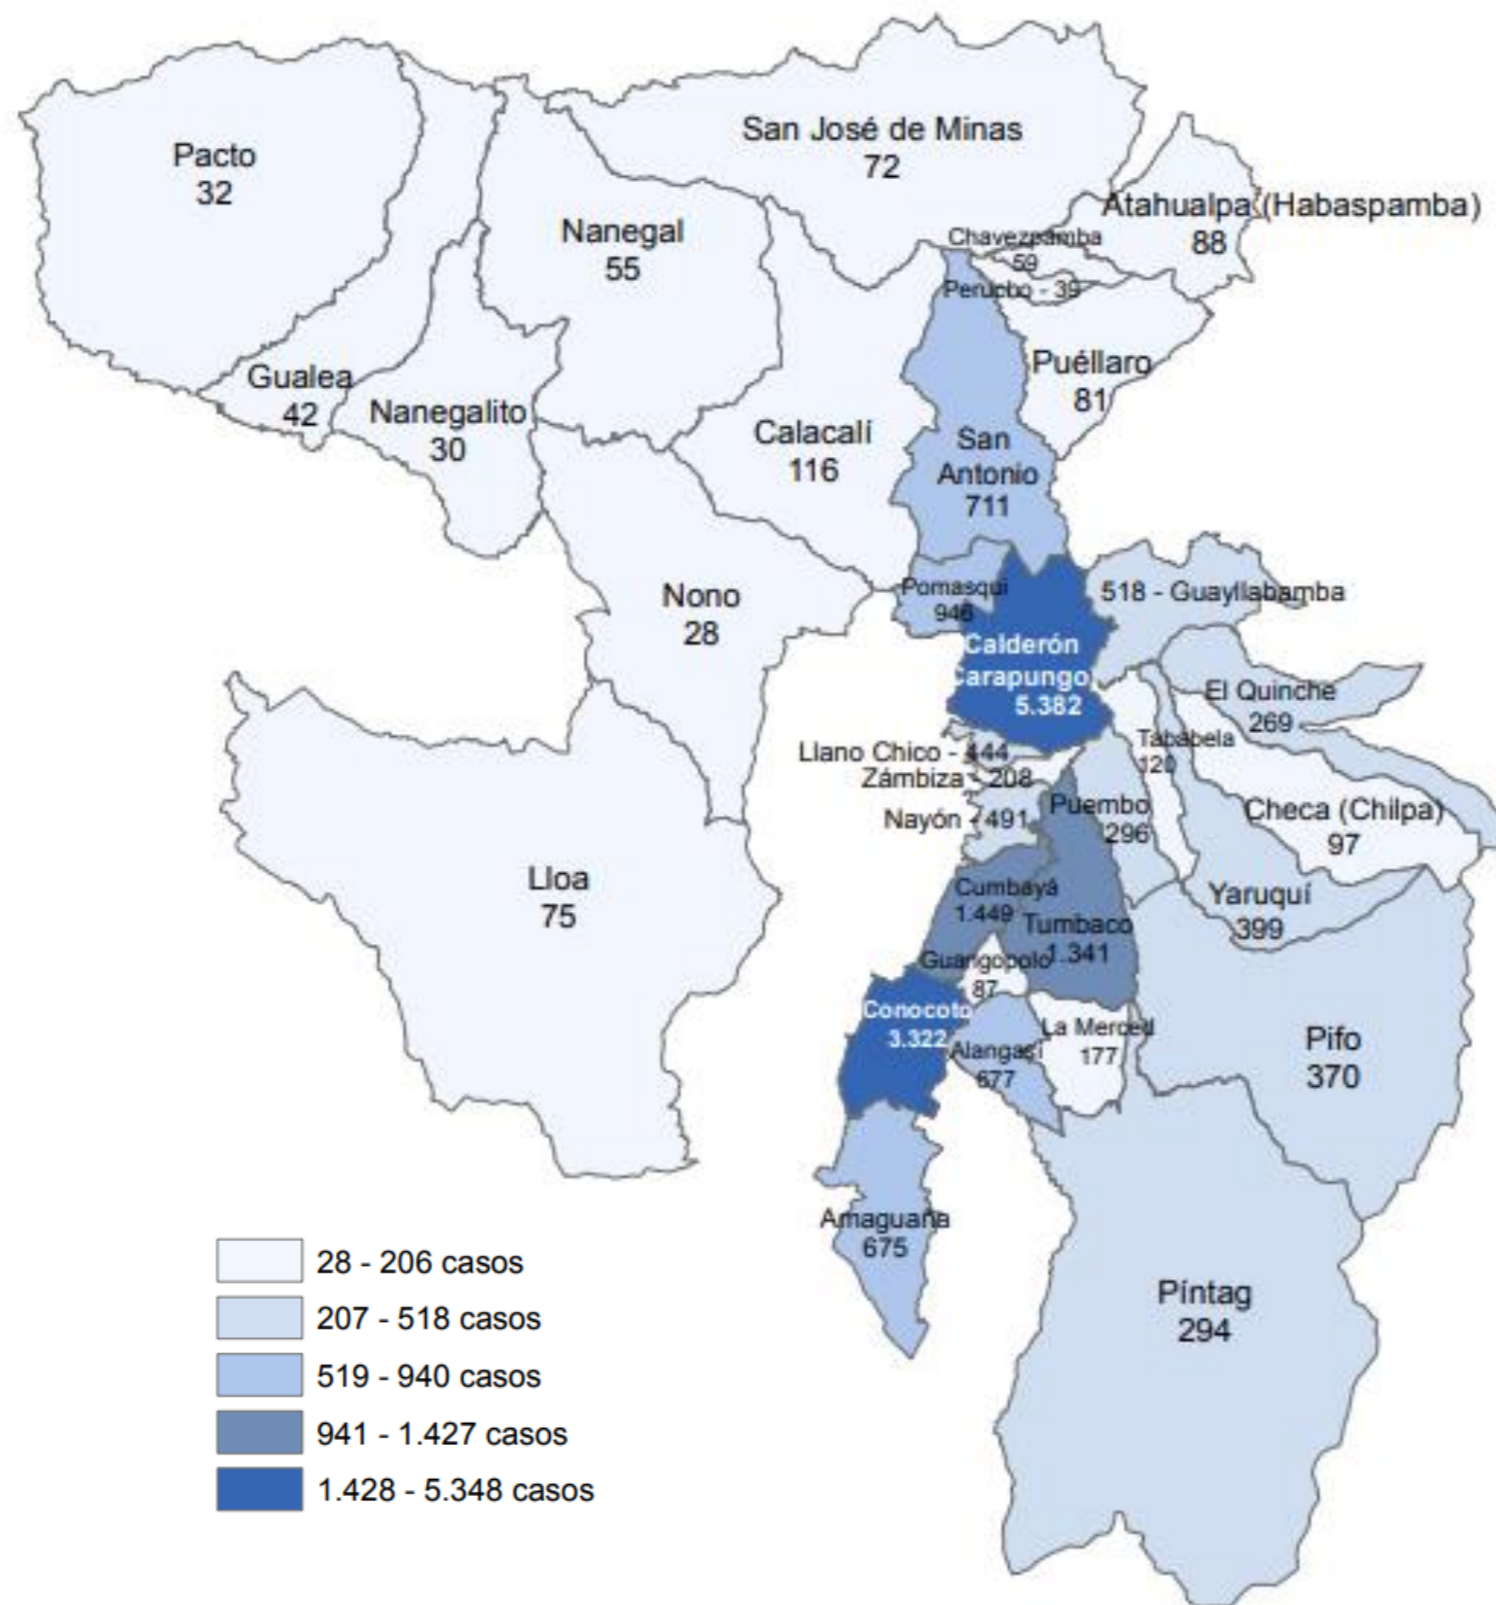 Pacto
32
San José de Minas
72
Atahualpa (Habaspamba)
88
Nanegal
55
Chavezpamba
59
Perucho - 39
Puéllaro
81
Gualea
42
Nanegalito
30
Calacalí
116
San
Antonio
711
Nono
28
Pomasqui
946
518 - Guayllabamba
Calderón
Carapungo
5.382
El Quinche
269
Tababela
120
Llano Chico - 444
Zámbiza - 208
Nayón - 491
Puembo
296
Checa (Chilpa)
97
Lloa
75
Cumbayá
1.449
Yaruquí
399
Tumbaco
1.341
Guangopolo
87
Conocoto
3.322
La Merced
177
Alangasí
677
Pifo
370
Amaguaña
675
Píntag
294
28 - 206 casos
207 - 518 casos
519 - 940 casos
941 - 1.427 casos
1.428 - 5.348 casos